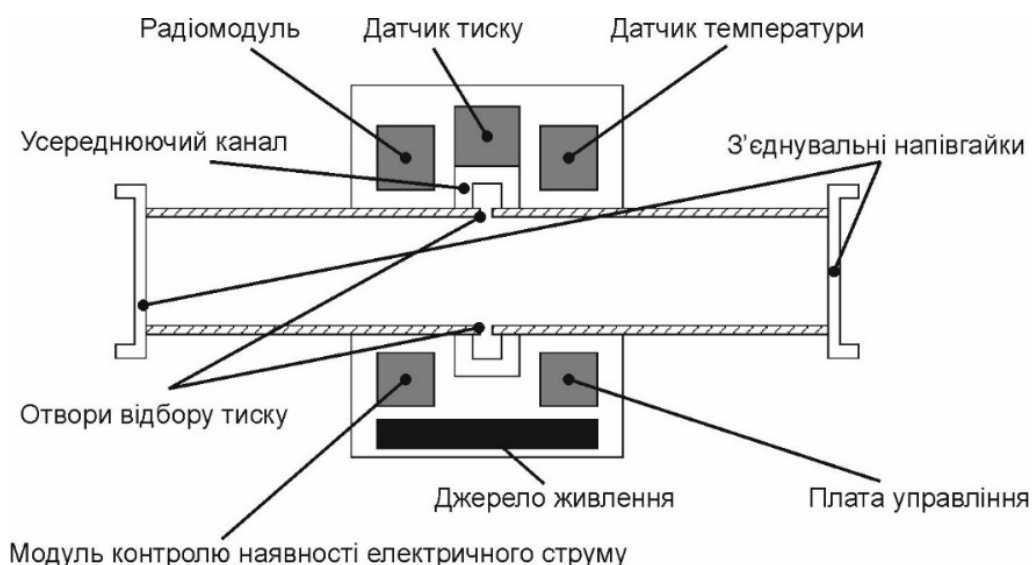 Радіомодуль
Датчик тиску
Датчик температури
Усереднюючий канал
З’єднувальні напівгайки
Отвори відбору тиску
Джерело живлення
Плата управління
Модуль контролю наявності електричного струму